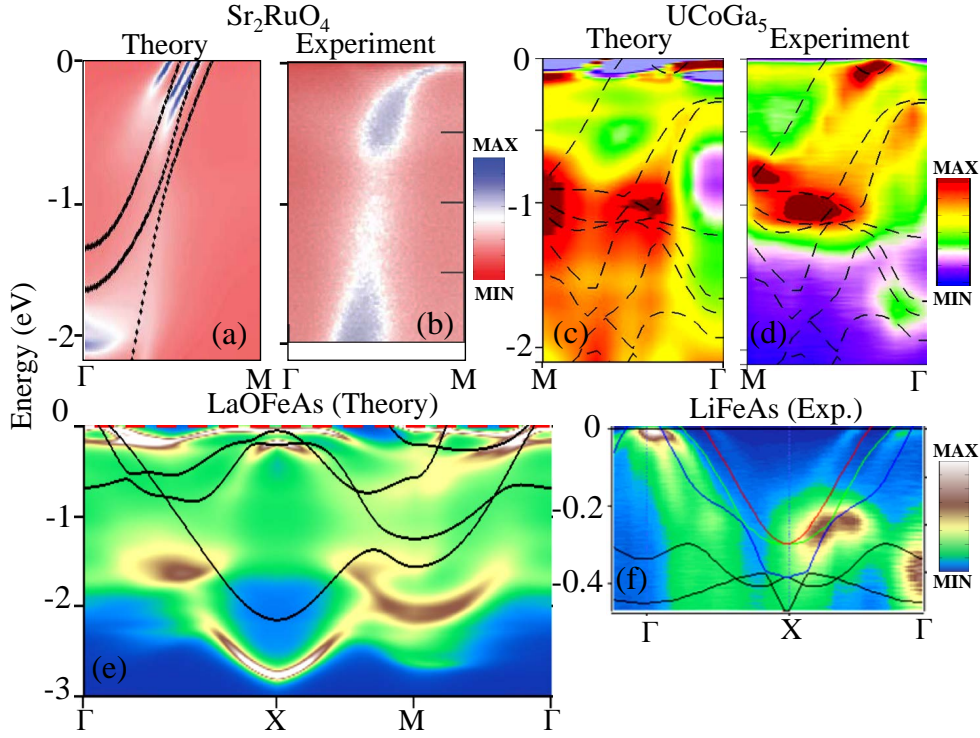 Sr2RuO4
UCoGa5
Theory
Experiment
Theory
Experiment
0
-1
-2
Γ
M
(a)
Γ
M
(b)
MAX
MIN
0
-1
-2
M
Γ
(c)
M
Γ
(d)
MAX
MIN
Energy (eV)
LaOFeAs (Theory)
0
-1
-2
-3
Γ
X
M
Γ
(e)
LiFeAs (Exp.)
0
-0.2
-0.4
Γ
X
Γ
(f)
MAX
MIN